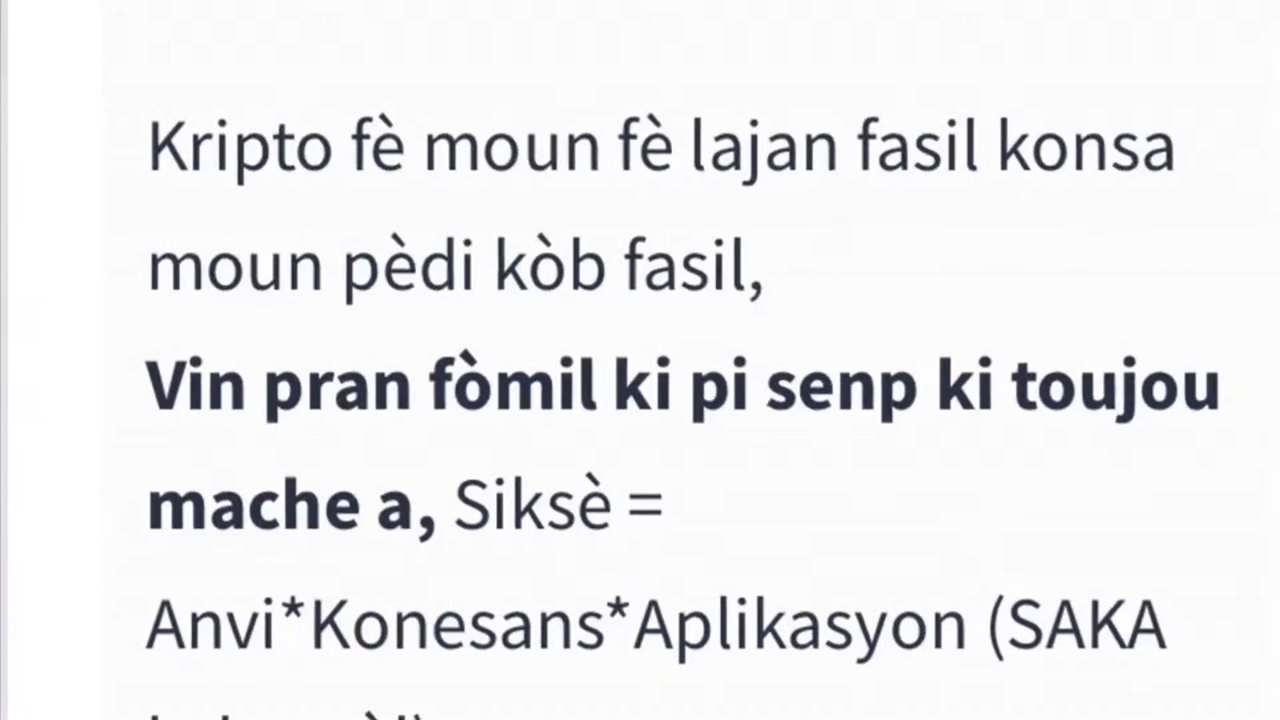 Kripto fè moun fè lajan fasil konsa
moun pèdi kòb fasil,
Vin pran fòmil ki pi senp ki toujou
mache a, Siksè =
Anvi*Konesans*Aplikasyon (SAKA